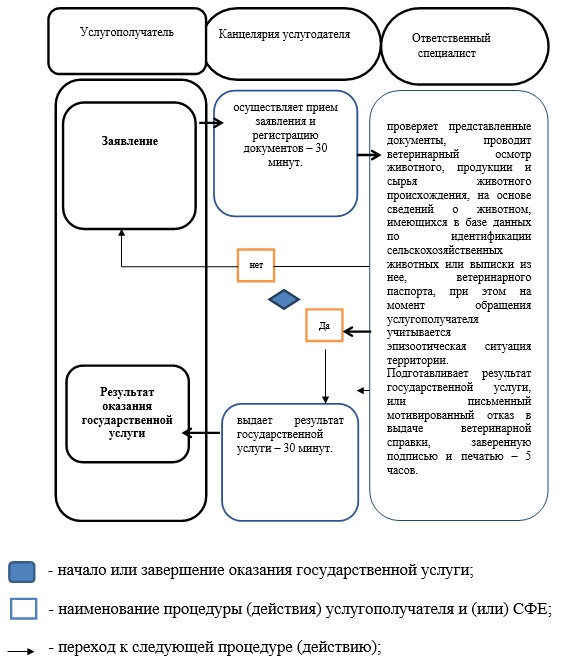 Услугополучатель
Канцелярия услугодателя
Ответственный
специалист
Заявление
осуществляет прием
заявления и
регистрацию
документов – 30
минут.
проверяет представленные
документы, проводит
ветеринарный осмотр
животного, продукции и
сырья животного
происхождения, на основе
сведений о животном,
имеющихся в базе данных
по идентификации
сельскохозяйственных
животных или выписки из
нее, ветеринарного
паспорта, при этом на
момент обращения
услугополучателя
учитывается
эпизоотическая ситуация
территории.
Подготавливает результат
государственной услуги,
или письменный
мотивированный отказ в
выдаче ветеринарной
справки, заверенную
подписью и печатью – 5
часов.
нет
Да
Результат
оказания
государственной
услуги
выдает результат
государственной
услуги – 30 минут.
- начало или завершение оказания государственной услуги;
- наименование процедуры (действия) услугополучателя и (или) СФЕ;
- переход к следующей процедуре (действию);